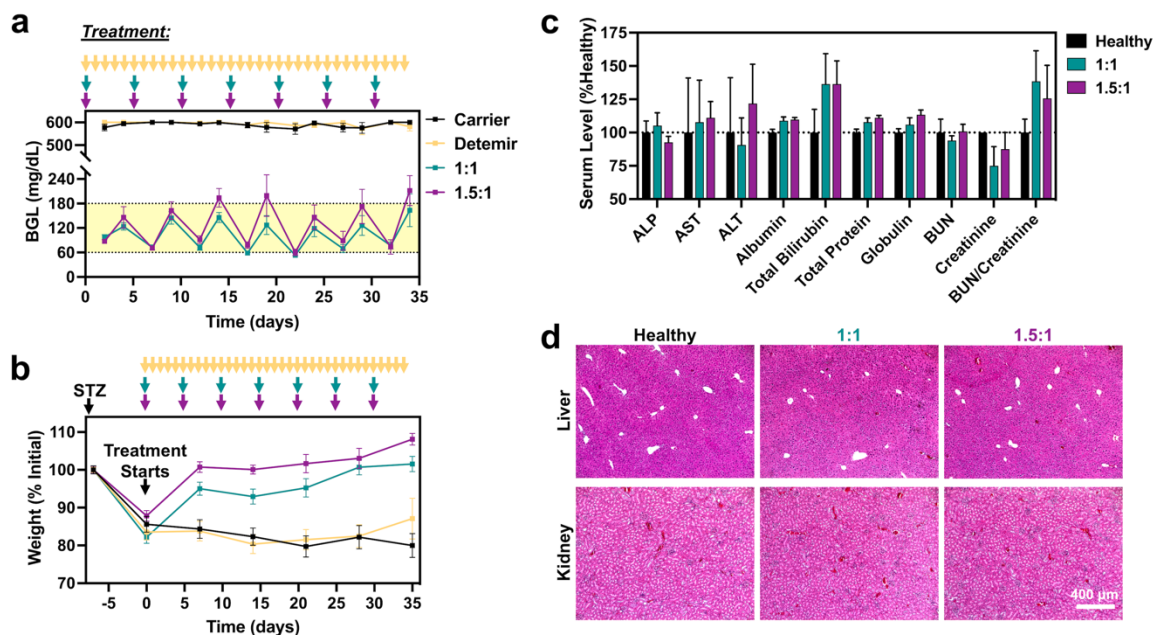 a
Treatment:
BGL (mg/dL)
600
500
240
180
120
60
0
0 5 10 15 20 25 30 35
Time (days)
Carrier
Detemir
1:1
1.5:1
b
STZ
Treatment
Starts
Weight (% Initial)
110
100
90
80
70
-5 0 5 10 15 20 25 30 35
Time (days)
c
Serum Level (%Healthy)
175
150
125
100
75
50
ALP
AST
ALT
Albumin
Total Bilirubin
Total Protein
Globulin
BUN
Creatinine
BUN/Creatinine
Healthy
1:1
1.5:1
d
Healthy 1:1 1.5:1
Liver
Kidney
400 μm